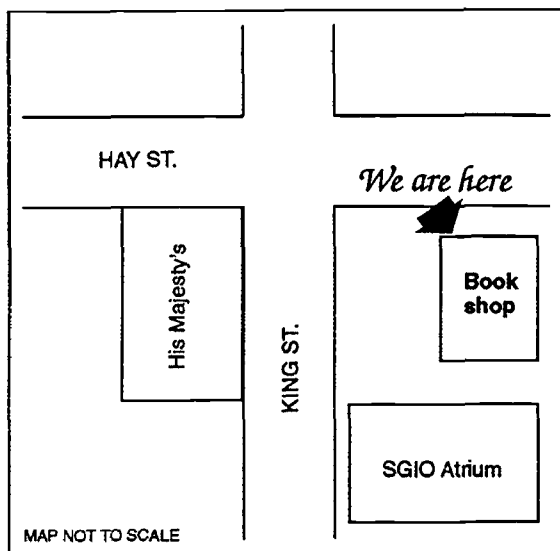 HAY ST.
We are here
His Majesty's
KING ST.
Book
shop
SGIO Atrium
MAP NOT TO SCALE